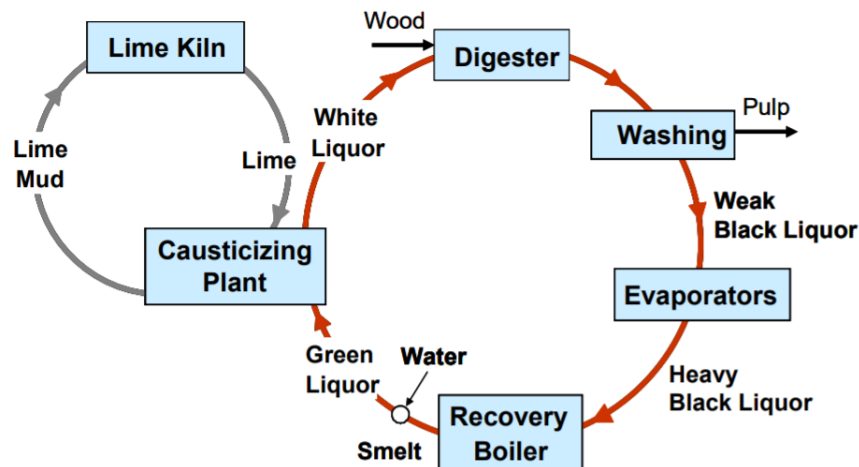 Wood
Lime Kiln
Digester
Pulp
White
Liquor
Washing
Lime
Mud
Lime
Weak
Black Liquor
Causticizing
Plant
Evaporators
Green
Liquor
Water
Heavy
Black Liquor
Recovery
Boiler
Smelt